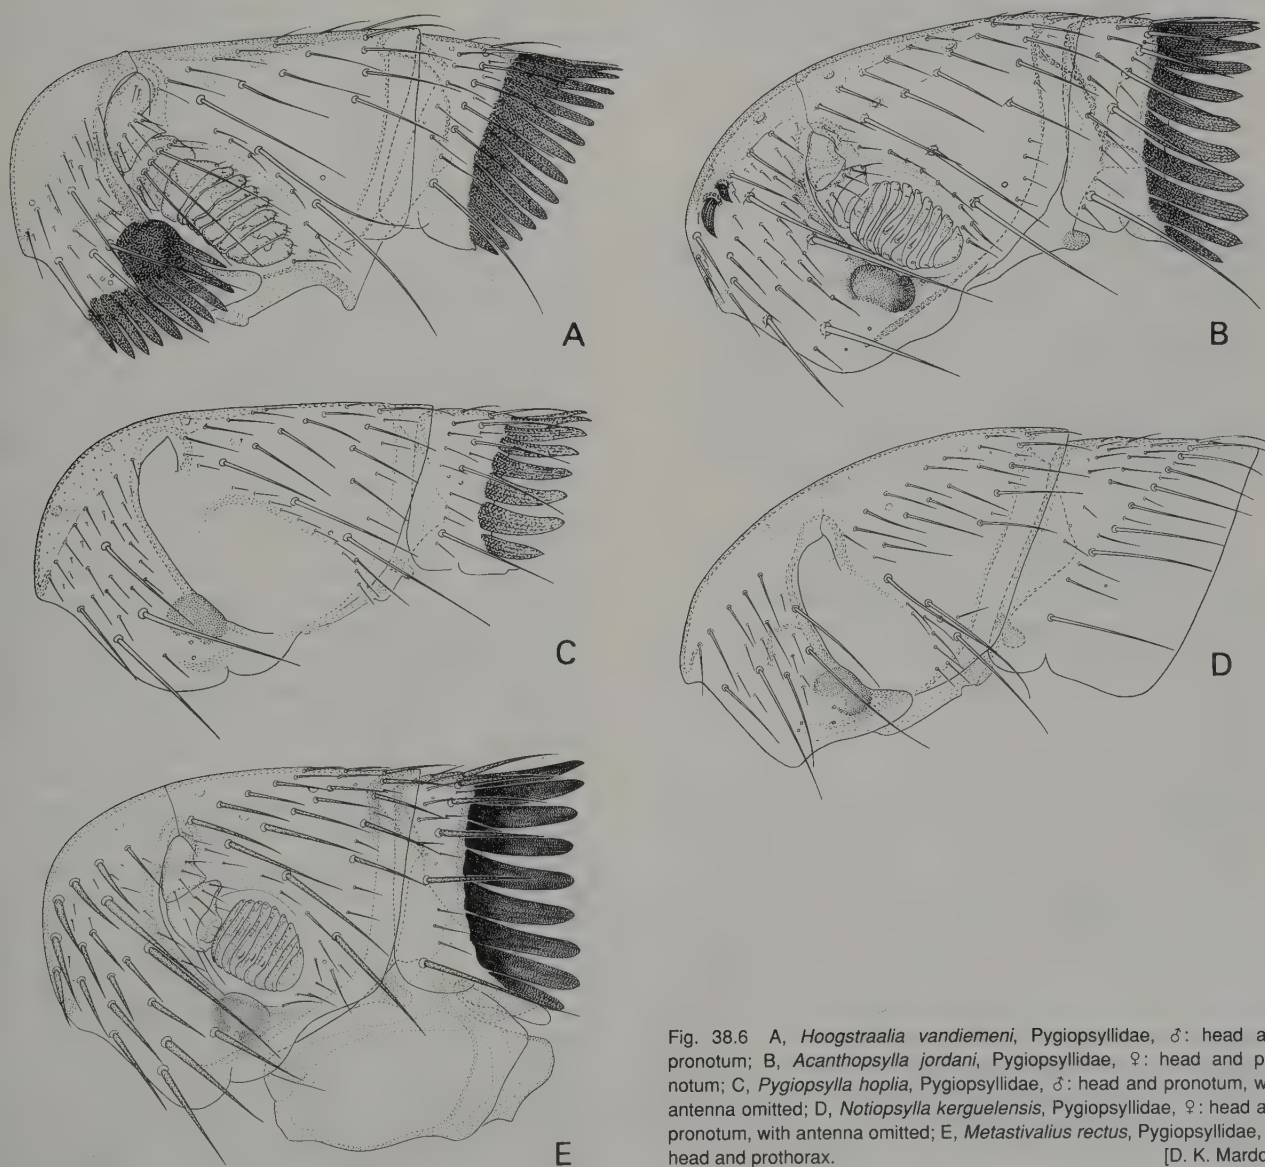 A
B
C
D
E
Fig. 38.6 A, Hoogstraalia vandiemeni, Pygiopsyllidae, ♂: head a
pronotum; B, Acanthopsylla jordani, Pygiopsyllidae, ♀: head and p
notum; C, Pygiopsylla hoplia, Pygiopsyllidae, ♂: head and pronotum, w
antenna omitted; D, Notiopsylla kerguelensis, Pygiopsyllidae, ♀: head a
pronotum, with antenna omitted; E, Metastivalius rectus, Pygiopsyllidae,
head and prothorax. [D. K. Mardo